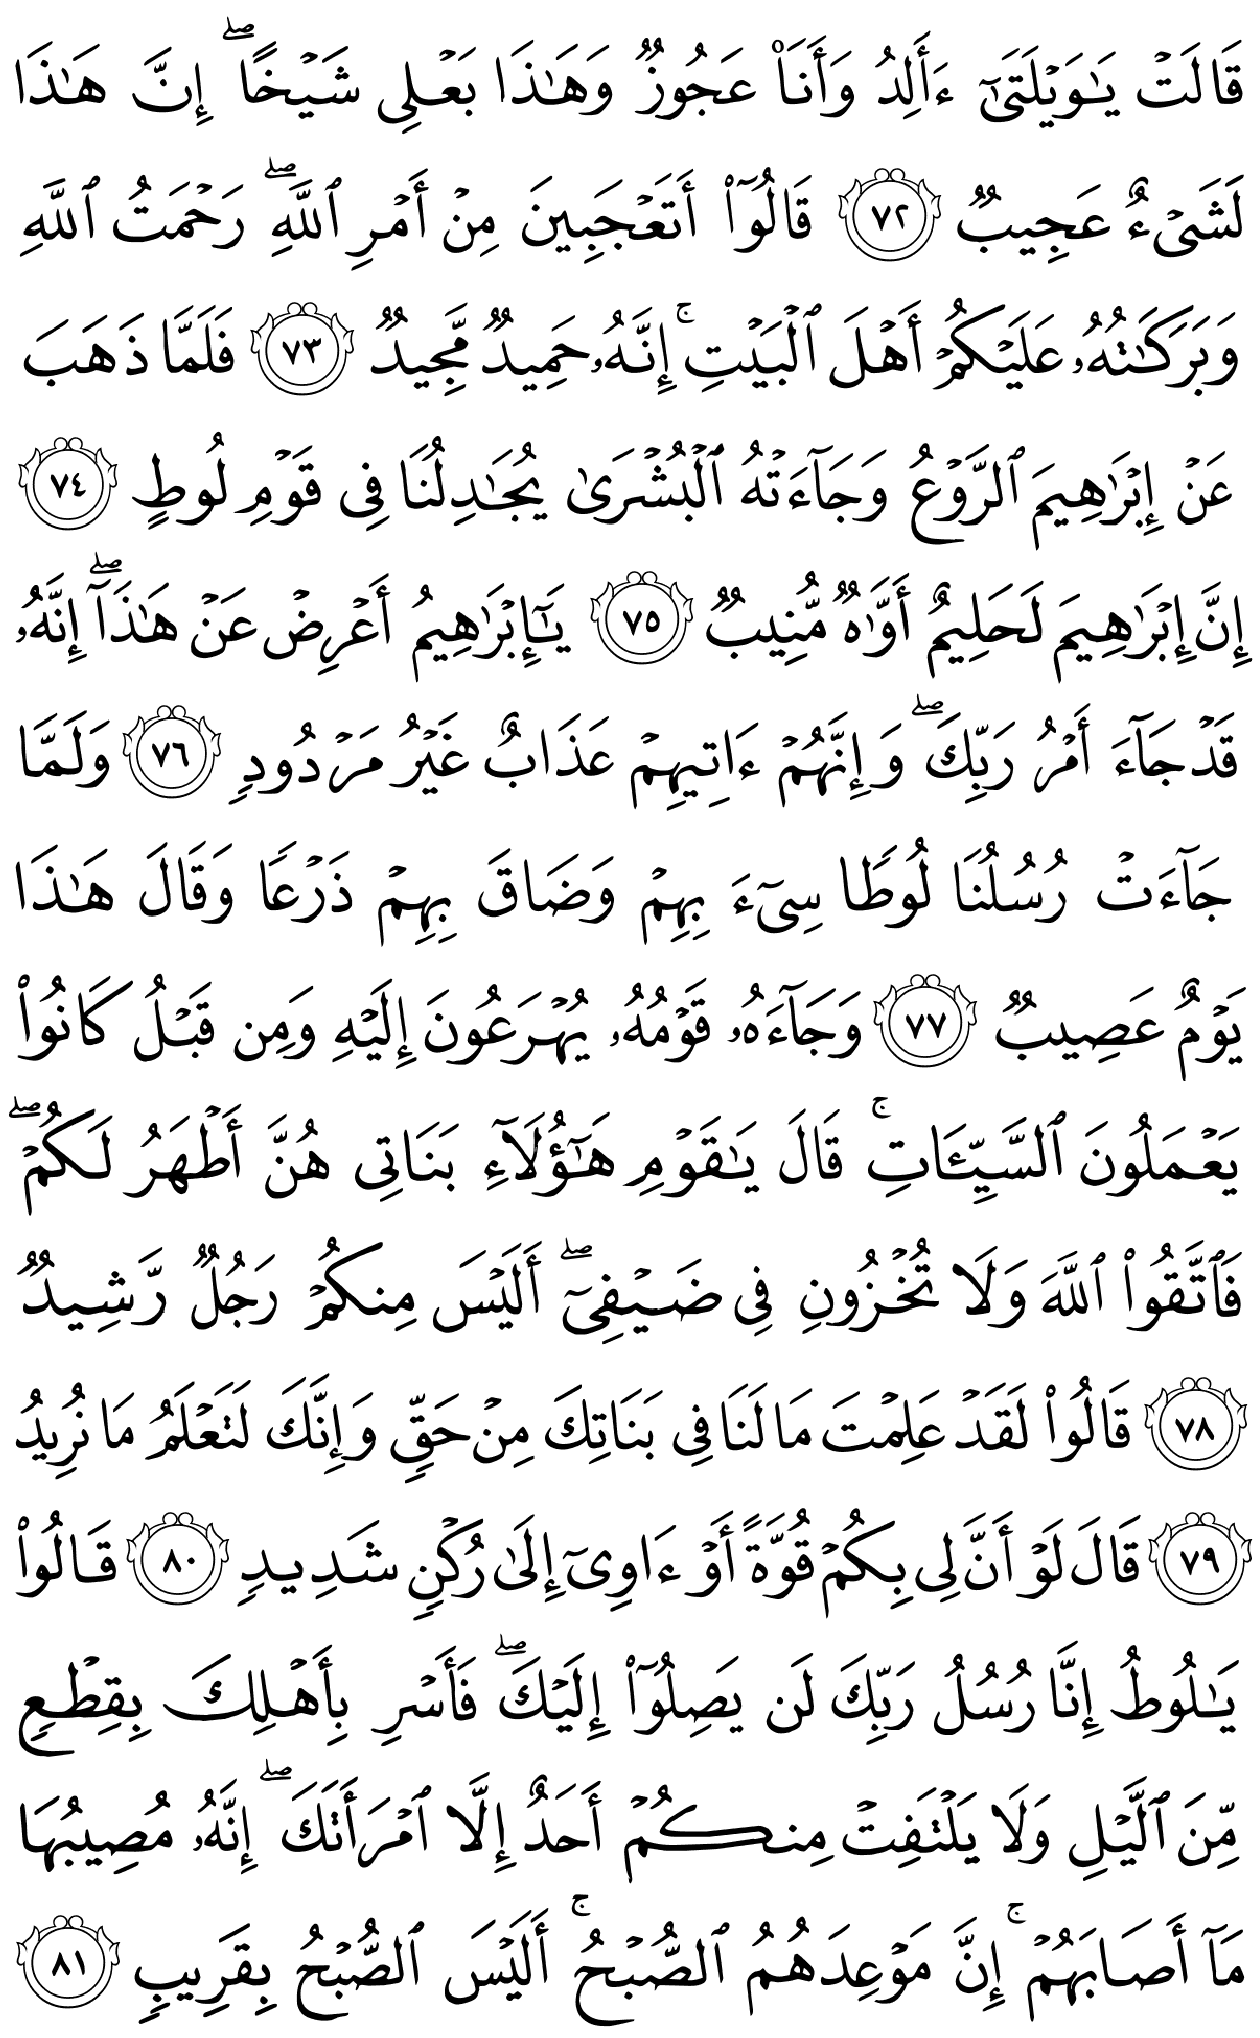 قَالَتْ يَـٰوَيْلَتَىٰٓ ءَأَلِدُ وَأَنَا۠ عَجُوزٌ وَهَـٰذَا بَعْلِى شَيْخًا ۖ إِنَّ هَـٰذَا
لَشَىْءٌ عَجِيبٌ ٧٢ قَالُوٓا۟ أَتَعْجَبِينَ مِنْ أَمْرِ ٱللَّهِ ۖ رَحْمَتُ ٱللَّهِ
وَبَرَكَـٰتُهُۥ عَلَيْكُمْ أَهْلَ ٱلْبَيْتِ ۚ إِنَّهُۥ حَمِيدٌ مَّجِيدٌ ٧٣ فَلَمَّا ذَهَبَ
عَنْ إِبْرَٰهِيمَ ٱلرَّوْعُ وَجَآءَتْهُ ٱلْبُشْرَىٰ يُجَـٰدِلُنَا فِى قَوْمِ لُوطٍ ٧٤
إِنَّ إِبْرَٰهِيمَ لَحَلِيمٌ أَوَّٰهٌ مُّنِيبٌ ٧٥ يَـٰٓإِبْرَٰهِيمُ أَعْرِضْ عَنْ هَـٰذَآ ۖ إِنَّهُۥ
قَدْ جَآءَ أَمْرُ رَبِّكَ ۖ وَإِنَّهُمْ ءَاتِيهِمْ عَذَابٌ غَيْرُ مَرْدُودٍ ٧٦ وَلَمَّا
جَآءَتْ رُسُلُنَا لُوطًا سِىٓءَ بِهِمْ وَضَاقَ بِهِمْ ذَرْعًا وَقَالَ هَـٰذَا
يَوْمٌ عَصِيبٌ ٧٧ وَجَآءَهُۥ قَوْمُهُۥ يُهْرَعُونَ إِلَيْهِ وَمِن قَبْلُ كَانُوا۟
يَعْمَلُونَ ٱلسَّيِّـَٔاتِ ۚ قَالَ يَـٰقَوْمِ هَـٰٓؤُلَآءِ بَنَاتِى هُنَّ أَطْهَرُ لَكُمْ ۖ
فَٱتَّقُوا۟ ٱللَّهَ وَلَا تُخْزُونِ فِى ضَيْفِىٓ ۖ أَلَيْسَ مِنكُمْ رَجُلٌ رَّشِيدٌ
٧٨ قَالُوا۟ لَقَدْ عَلِمْتَ مَا لَنَا فِى بَنَاتِكَ مِنْ حَقٍّ وَإِنَّكَ لَتَعْلَمُ مَا نُرِيدُ
٧٩ قَالَ لَوْ أَنَّ لِى بِكُمْ قُوَّةً أَوْ ءَاوِىٓ إِلَىٰ رُكْنٍ شَدِيدٍ ٨٠ قَالُوا۟
يَـٰلُوطُ إِنَّا رُسُلُ رَبِّكَ لَن يَصِلُوٓا۟ إِلَيْكَ ۖ فَأَسْرِ بِأَهْلِكَ بِقِطْعٍ
مِّنَ ٱلَّيْلِ وَلَا يَلْتَفِتْ مِنكُمْ أَحَدٌ إِلَّا ٱمْرَأَتَكَ ۖ إِنَّهُۥ مُصِيبُهَا
مَآ أَصَابَهُمْ ۚ إِنَّ مَوْعِدَهُمُ ٱلصُّبْحُ ۚ أَلَيْسَ ٱلصُّبْحُ بِقَرِيبٍ ٨١